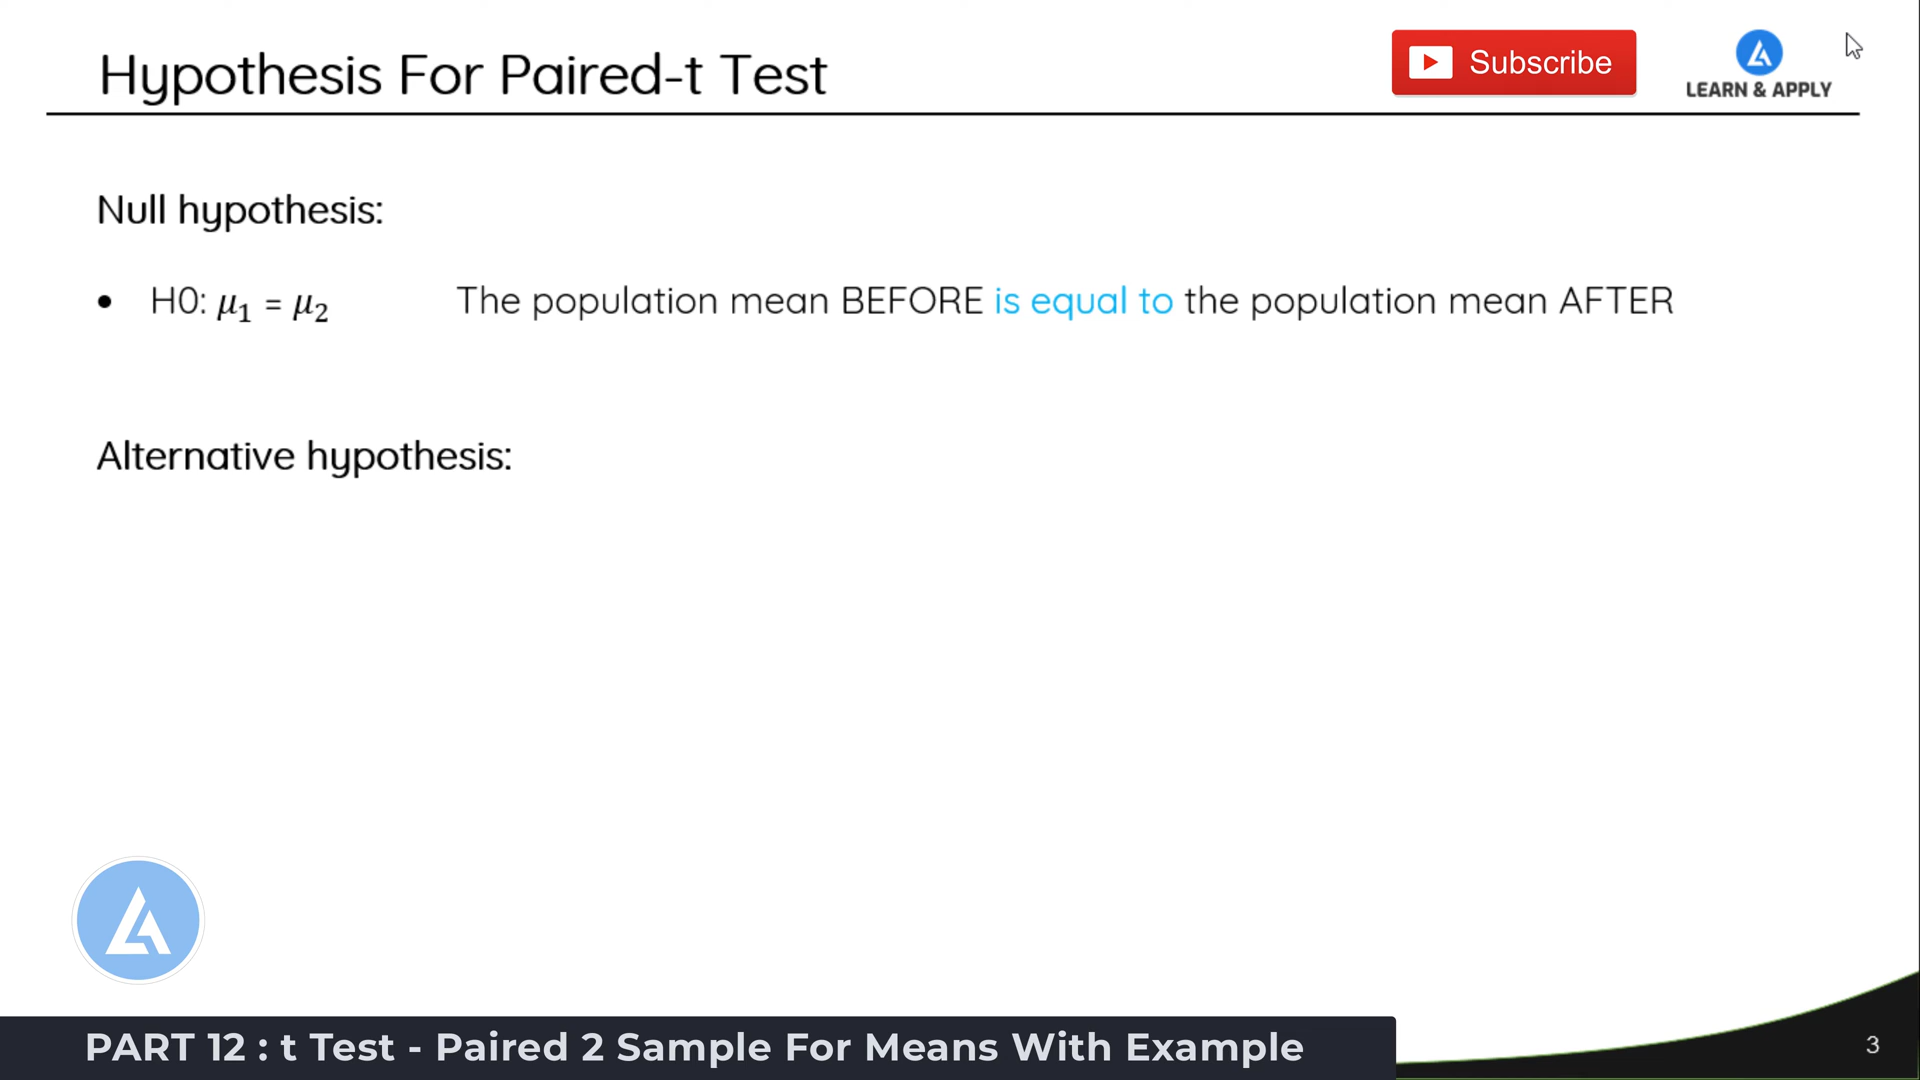 Hypothesis For Paired-t Test
Subscribe
LEARN & APPLY
Null hypothesis:
• H0: μ₁ = μ₂ The population mean BEFORE is equal to the population mean AFTER
Alternative hypothesis:
PART 12 : t Test - Paired 2 Sample For Means With Example
3